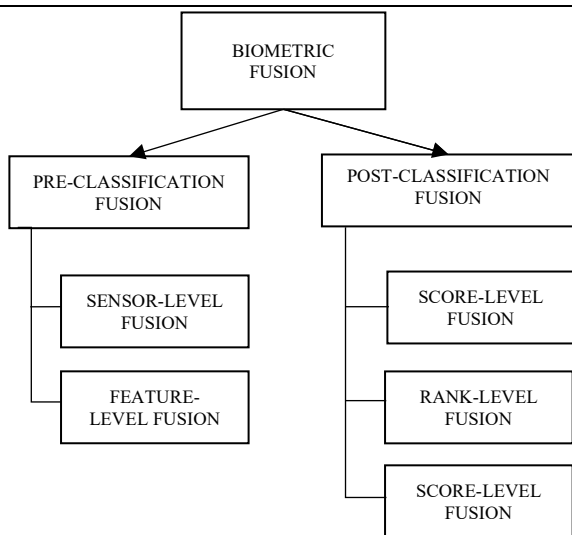 BIOMETRIC
FUSION
PRE-CLASSIFICATION
FUSION
SENSOR-LEVEL
FUSION
FEATURE-
LEVEL FUSION
POST-CLASSIFICATION
FUSION
SCORE-LEVEL
FUSION
RANK-LEVEL
FUSION
SCORE-LEVEL
FUSION